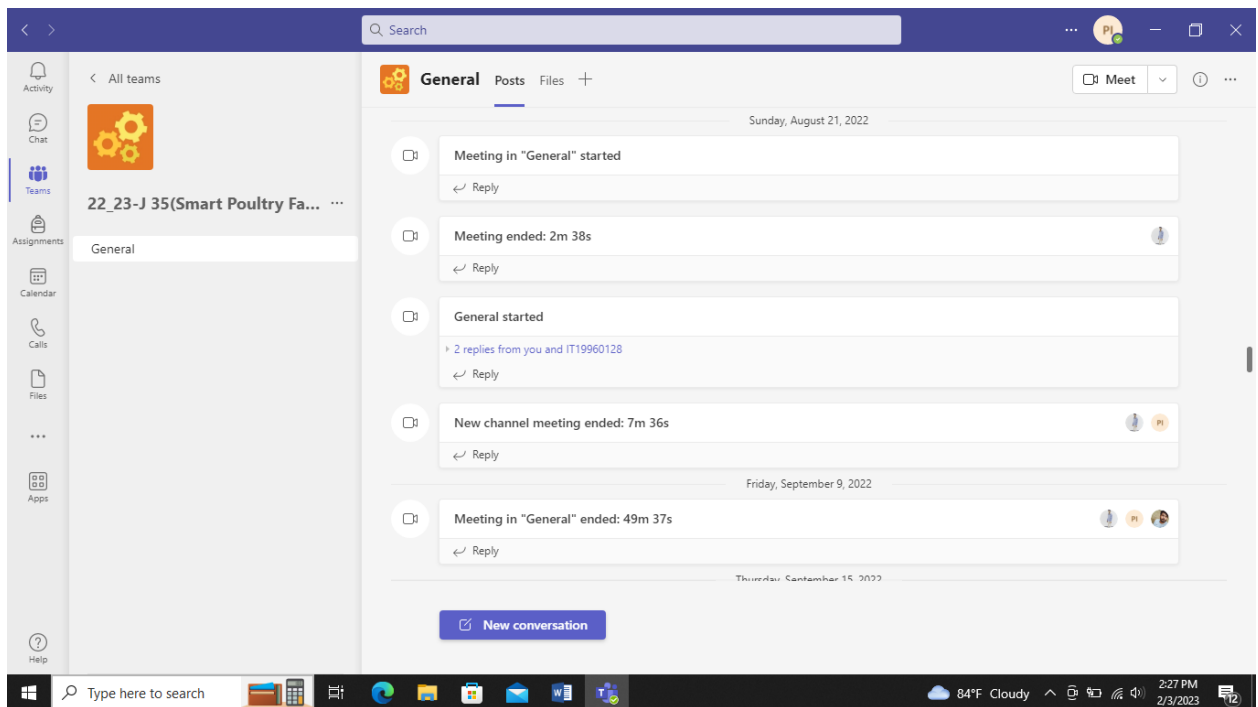 Search
PI
Activity
Chat
Teams
Assignments
Calendar
Calls
Files
Apps
Help
All teams
22_23-J 35(Smart Poultry Fa...
General
General Posts Files
Meet
Sunday, August 21, 2022
Meeting in "General" started
Reply
Meeting ended: 2m 38s
Reply
General started
2 replies from you and IT19960128
Reply
New channel meeting ended: 7m 36s
PI
Reply
Friday, September 9, 2022
Meeting in "General" ended: 49m 37s
PI
Reply
Thursday, September 15, 2022
New conversation
Type here to search
84°F Cloudy
2:27 PM
2/3/2023
12